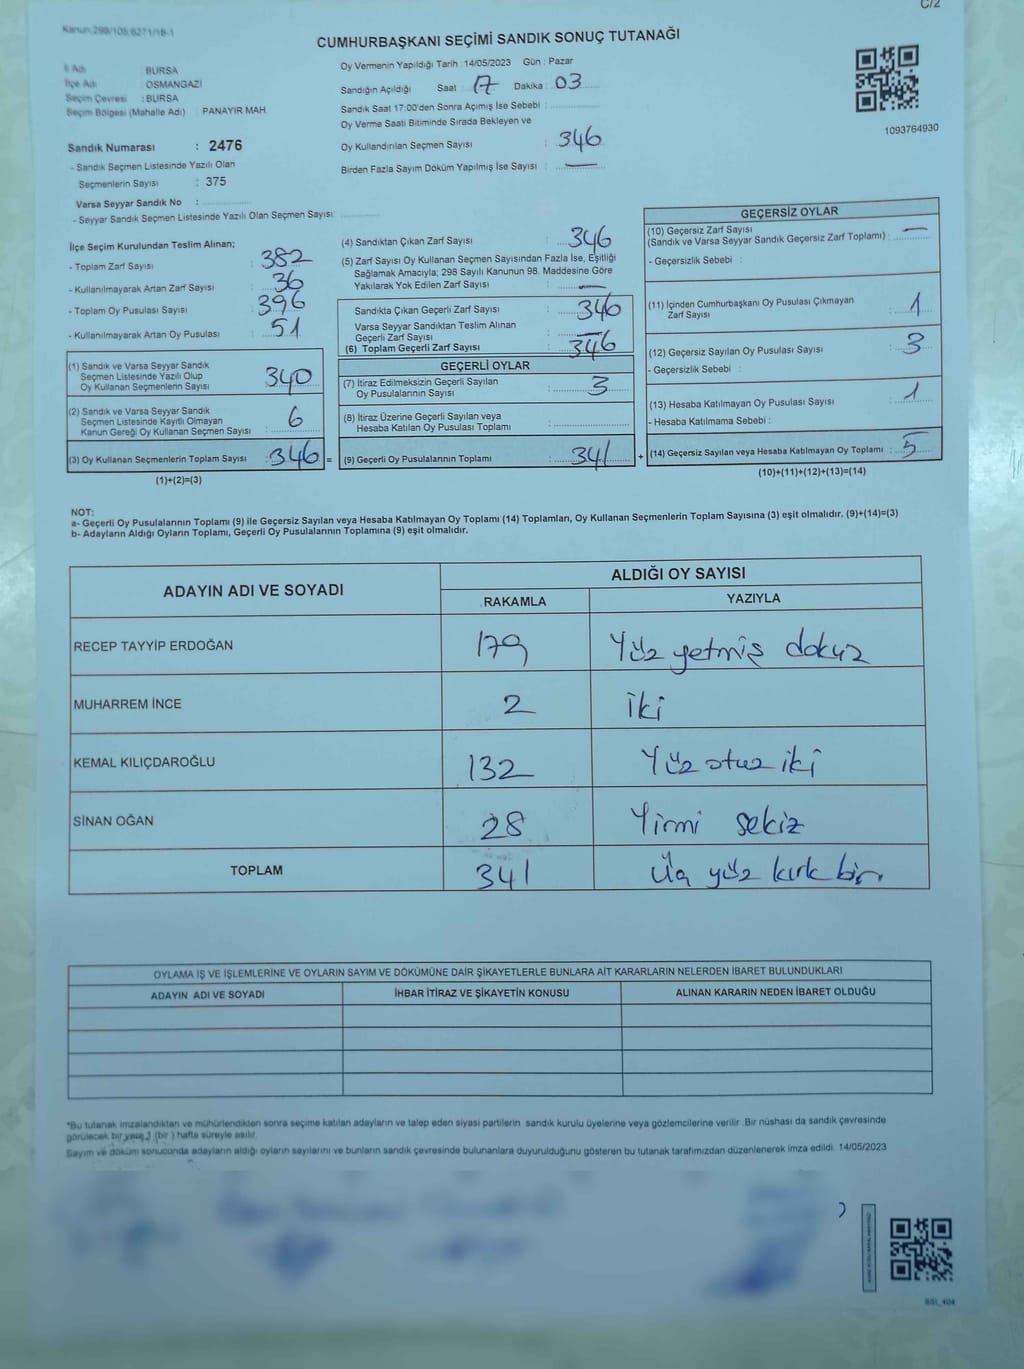 C/2
Kanun:298/105,6271/18-1
CUMHURBAŞKANI SEÇİMİ SANDIK SONUÇ TUTANAĞI
İl Adı BURSA
İlçe Adı OSMANGAZİ
Seçim Çevresi : BURSA
Seçim Bölgesi (Mahalle Adı) PANAYIR MAH.
Sandık Numarası : 2476
- Sandık Seçmen Listesinde Yazılı Olan
Seçmenlerin Sayısı : 375
Varsa Seyyar Sandık No :
- Seyyar Sandık Seçmen Listesinde Yazılı Olan Seçmen Sayısı:
Oy Vermenin Yapıldığı Tarih : 14/05/2023 Gün : Pazar
Sandığın Açıldığı Saat 17 Dakika : 03
Sandık Saat 17:00'den Sonra Açımış İse Sebebi :
Oy Verme Saati Bitiminde Sırada Bekleyen ve
Oy Kullandırılan Seçmen Sayısı : 346
Birden Fazla Sayım Döküm Yapılmış İse Sayısı : —
1093764930
İlçe Seçim Kurulundan Teslim Alınan;
- Toplam Zarf Sayısı : 382
- Kullanılmayarak Artan Zarf Sayısı : 36
- Toplam Oy Pusulası Sayısı : 396
- Kullanılmayarak Artan Oy Pusulası : 51
(1) Sandık ve Varsa Seyyar Sandık
Seçmen Listesinde Yazılı Olup
Oy Kullanan Seçmenlerin Sayısı 340
(2) Sandık ve Varsa Seyyar Sandık
Seçmen Listesinde Kayıtlı Olmayan
Kanun Gereği Oy Kullanan Seçmen Sayısı : 6
(3) Oy Kullanan Seçmenlerin Toplam Sayısı : 346 =
(1)+(2)=(3)
(4) Sandıktan Çıkan Zarf Sayısı : 346
(5) Zarf Sayısı Oy Kullanan Seçmen Sayısından Fazla İse, Eşitliği
Sağlamak Amacıyla; 298 Sayılı Kanunun 98. Maddesine Göre
Yakılarak Yok Edilen Zarf Sayısı : —
Sandıkta Çıkan Geçerli Zarf Sayısı : 346
Varsa Seyyar Sandıktan Teslim Alınan
Geçerli Zarf Sayısı : —
(6) Toplam Geçerli Zarf Sayısı : 346
GEÇERLİ OYLAR
(7) İtiraz Edilmeksizin Geçerli Sayılan
Oy Pusulalarının Sayısı : 3
(8) İtiraz Üzerine Geçerli Sayılan veya
Hesaba Katılan Oy Pusulası Toplamı :
(9) Geçerli Oy Pusulalarının Toplamı : 341 +
GEÇERSİZ OYLAR
(10) Geçersiz Zarf Sayısı
(Sandık ve Varsa Seyyar Sandık Geçersiz Zarf Toplamı) : —
- Geçersizlik Sebebi :
(11) İçinden Cumhurbaşkanı Oy Pusulası Çıkmayan
Zarf Sayısı : 1
(12) Geçersiz Sayılan Oy Pusulası Sayısı : 3
- Geçersizlik Sebebi :
(13) Hesaba Katılmayan Oy Pusulası Sayısı : 1
- Hesaba Katılmama Sebebi :
(14) Geçersiz Sayılan veya Hesaba Katılmayan Oy Toplamı : 5
(10)+(11)+(12)+(13)=(14)
NOT:
a- Geçerli Oy Pusulalarının Toplamı (9) ile Geçersiz Sayılan veya Hesaba Katılmayan Oy Toplamı (14) Toplamları, Oy Kullanan Seçmenlerin Toplam Sayısına (3) eşit olmalıdır. (9)+(14)=(3)
b- Adayların Aldığı Oyların Toplamı, Geçerli Oy Pusulalarının Toplamına (9) eşit olmalıdır.
ADAYIN ADI VE SOYADI ALDIĞI OY SAYISI
RAKAMLA YAZIYLA
RECEP TAYYİP ERDOĞAN 179 Yüz yetmiş dokuz
MUHARREM İNCE 2 iki
KEMAL KILIÇDAROĞLU 132 Yüz otuz iki
SİNAN OĞAN 28 Yirmi sekiz
TOPLAM 341 Üç yüz kırk bir
OYLAMA İŞ VE İŞLEMLERİNE VE OYLARIN SAYIM VE DÖKÜMÜNE DAİR ŞİKAYETLERLE BUNLARA AİT KARARLARIN NELERDEN İBARET BULUNDUKLARI
ADAYIN ADI VE SOYADI İHBAR İTİRAZ VE ŞİKAYETİN KONUSU ALINAN KARARIN NEDEN İBARET OLDUĞU
*Bu tutanak imzalandıktan ve mühürlendikten sonra seçime katılan adayların ve talep eden siyasi partilerin sandık kurulu üyelerine veya gözlemcilerine verilir. Bir nüshası da sandık çevresinde
görülecek bir yere 1 (bir) hafta süreyle asılır.
Sayım ve döküm sonucunda adayların aldığı oyların sayılarını ve bunların sandık çevresinde bulunanlara duyurulduğunu gösteren bu tutanak tarafımızdan düzenlenerek imza edildi. 14/05/2023